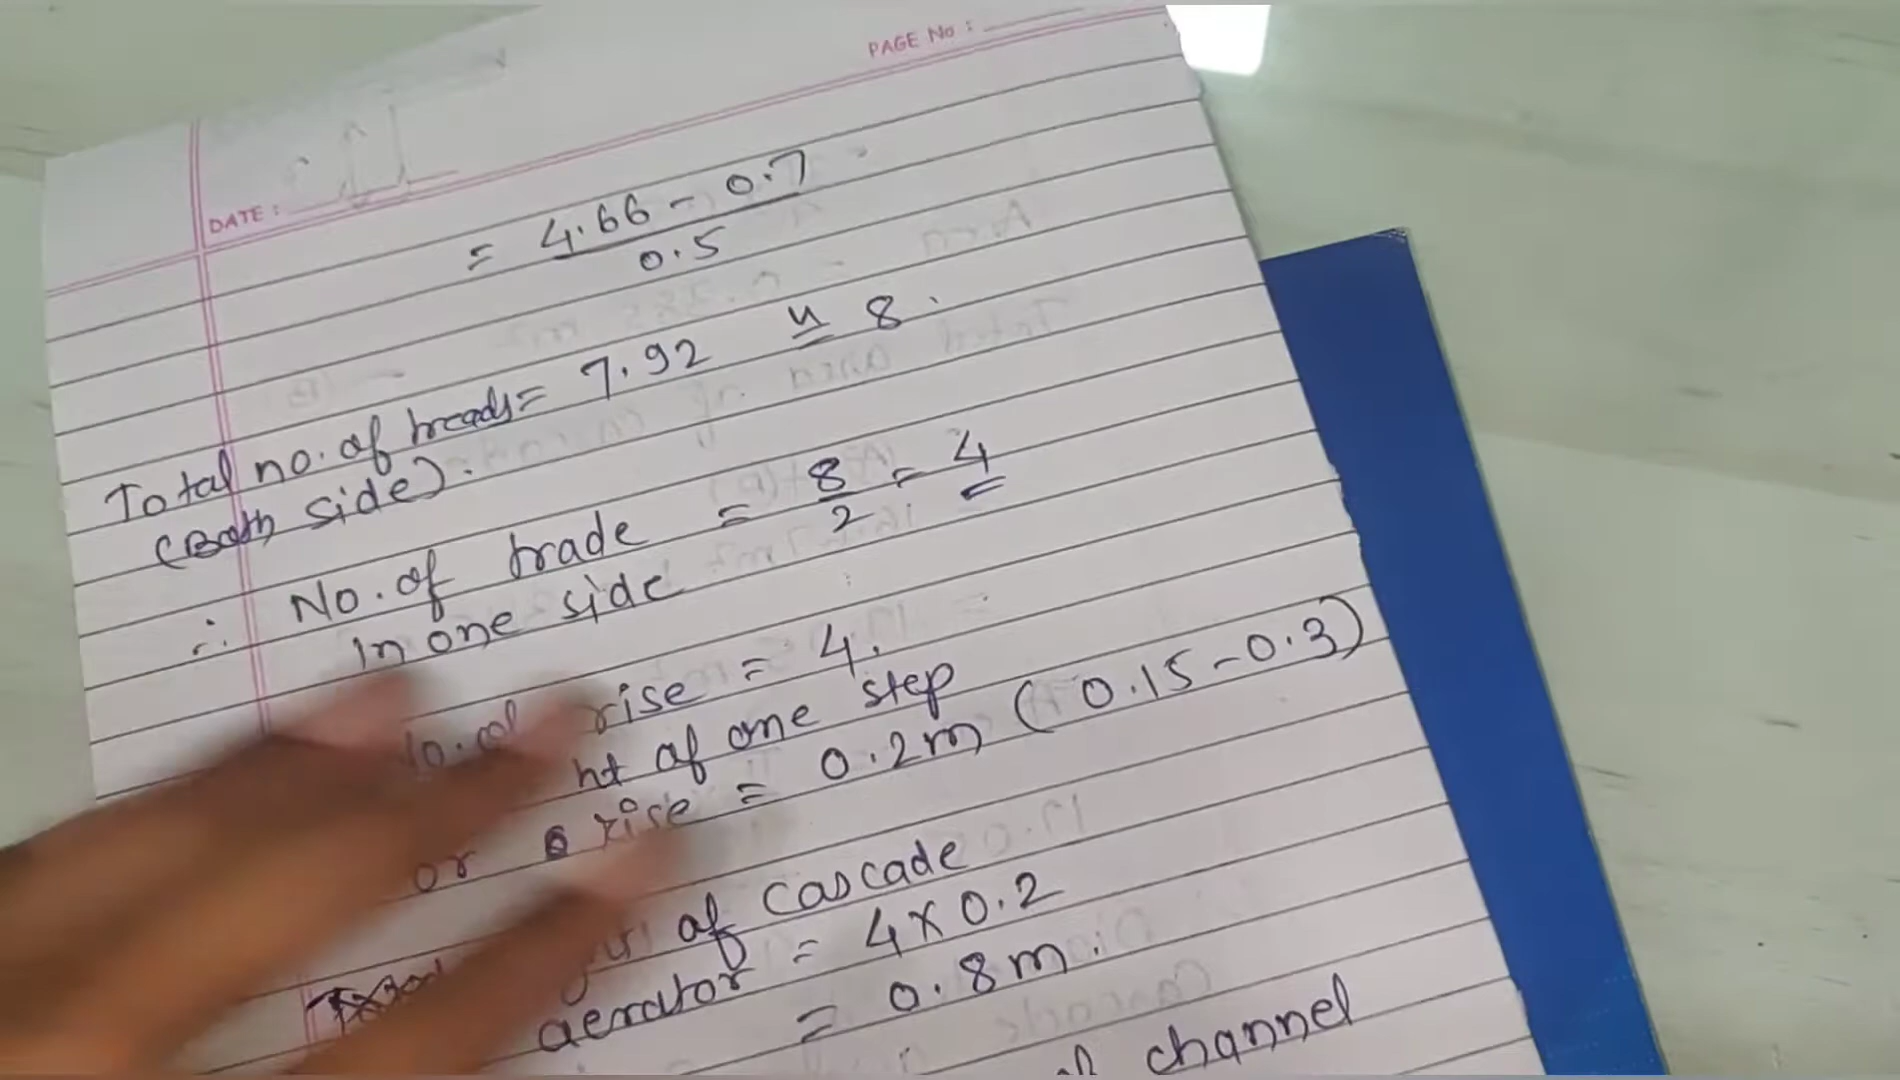 PAGE No :
DATE :
= 4.66 - 0.7
0.5
Total no. of treads = 7.92 ≃ 8.
(Both side).
∴ No. of trade = 8/2 = 4
in one side
rise = 4.
ht of one step
or rise = 0.2m (0.15-0.3)
of cascade
aerator = 4 x 0.2
= 0.8m.
channel